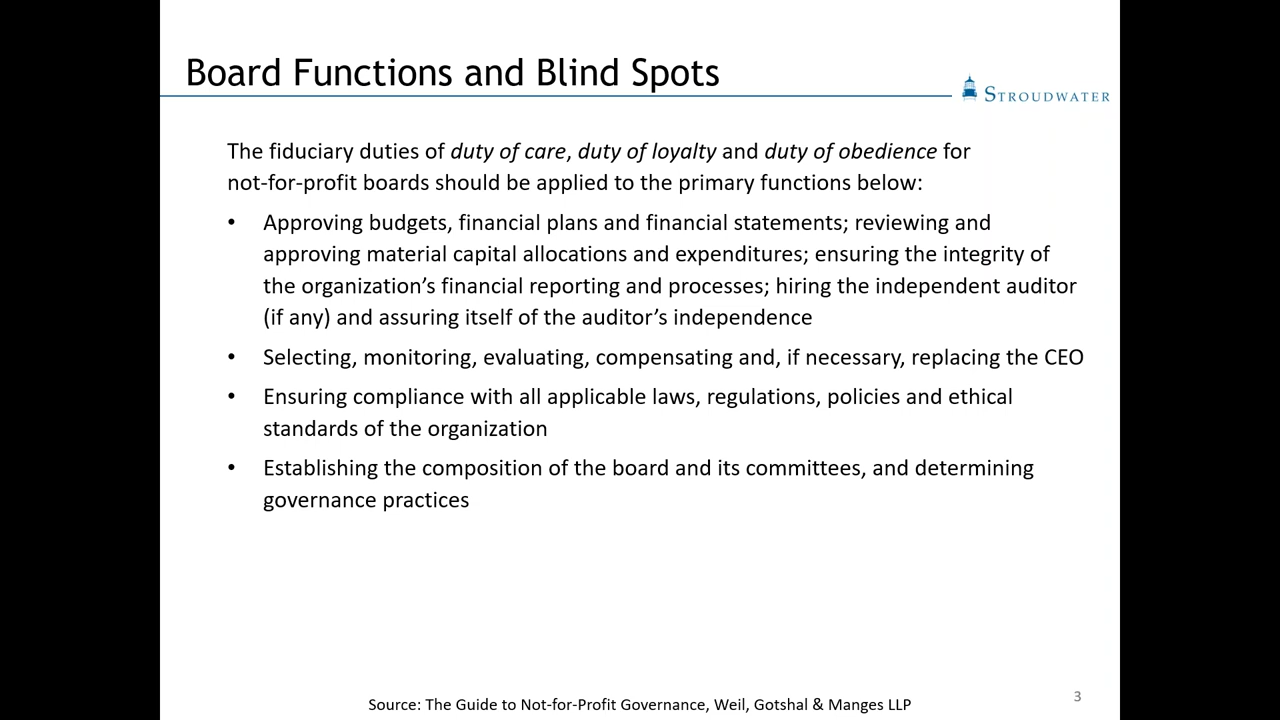 Board Functions and Blind Spots
STROUDWATER
The fiduciary duties of duty of care, duty of loyalty and duty of obedience for
not-for-profit boards should be applied to the primary functions below:
• Approving budgets, financial plans and financial statements; reviewing and
approving material capital allocations and expenditures; ensuring the integrity of
the organization’s financial reporting and processes; hiring the independent auditor
(if any) and assuring itself of the auditor’s independence
• Selecting, monitoring, evaluating, compensating and, if necessary, replacing the CEO
• Ensuring compliance with all applicable laws, regulations, policies and ethical
standards of the organization
• Establishing the composition of the board and its committees, and determining
governance practices
Source: The Guide to Not-for-Profit Governance, Weil, Gotshal & Manges LLP
3